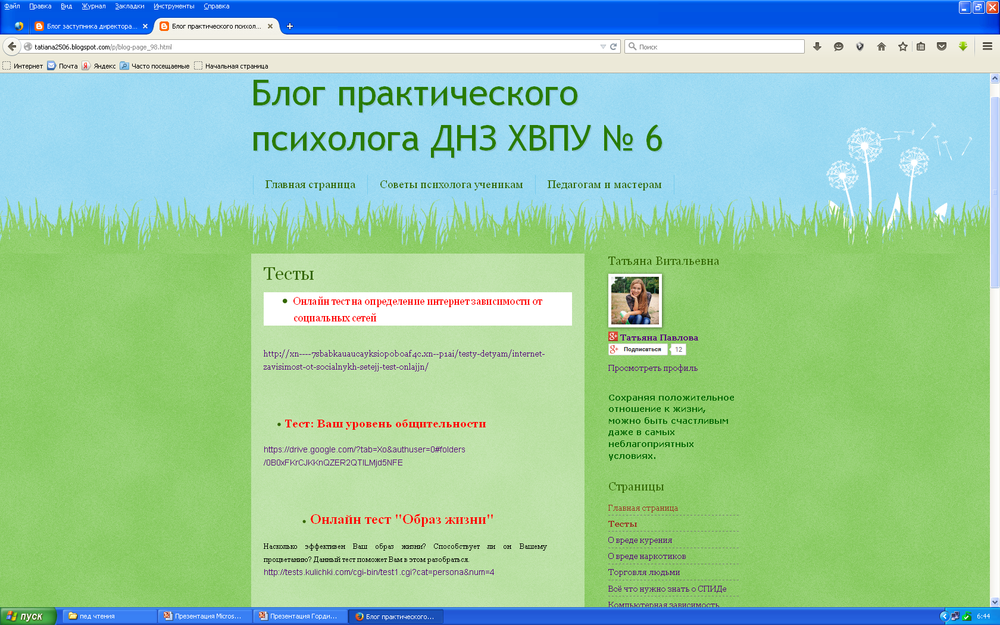 Файл Правка Вид Журнал Закладки Инструменты Справка
Блог заступника директора...
Блог практического психол...
tatiana2506.blogspot.com/p/blog-page_98.html
Поиск
Интернет Почта Яндекс Часто посещаемые Начальная страница
Блог практического
психолога ДНЗ ХВПУ № 6
Главная страница
Советы психолога ученикам
Педагогам и мастерам
Тесты
Онлайн тест на определение интернет зависимости от
социальных сетей
http://xn----7sbabkauaucayksiop0b0af4c.xn--p1ai/testy-detyam/internet-
zavisimost-ot-socialnykh-setejj-test-onlajjn/
Тест: Ваш уровень общительности
https://drive.google.com/?tab=Xo&authuser=0#folders
/0B0xFKrCJKKnQZER2QTlLMjd5NFE
Онлайн тест "Образ жизни"
Насколько эффективен Ваш образ жизни? Способствует ли он Вашему
процветанию? Данный тест поможет Вам в этом разобраться.
http://tests.kulichki.com/cgi-bin/test1.cgi?cat=persona&num=4
Татьяна Витальевна
g+ Татьяна Павлова
g+ Подписаться 12
Просмотреть профиль
Сохраняя положительное
отношение к жизни,
можно быть счастливым
даже в самых
неблагоприятных
условиях.
Страницы
Главная страница
Тесты
О вреде курения
О вреде наркотиков
Торговля людьми
Всё что нужно знать о СПИДе
Компьютерная зависимость
пуск
пед чтения
Презентация Micros...
Презентация Горди...
Блог практического...
6:44